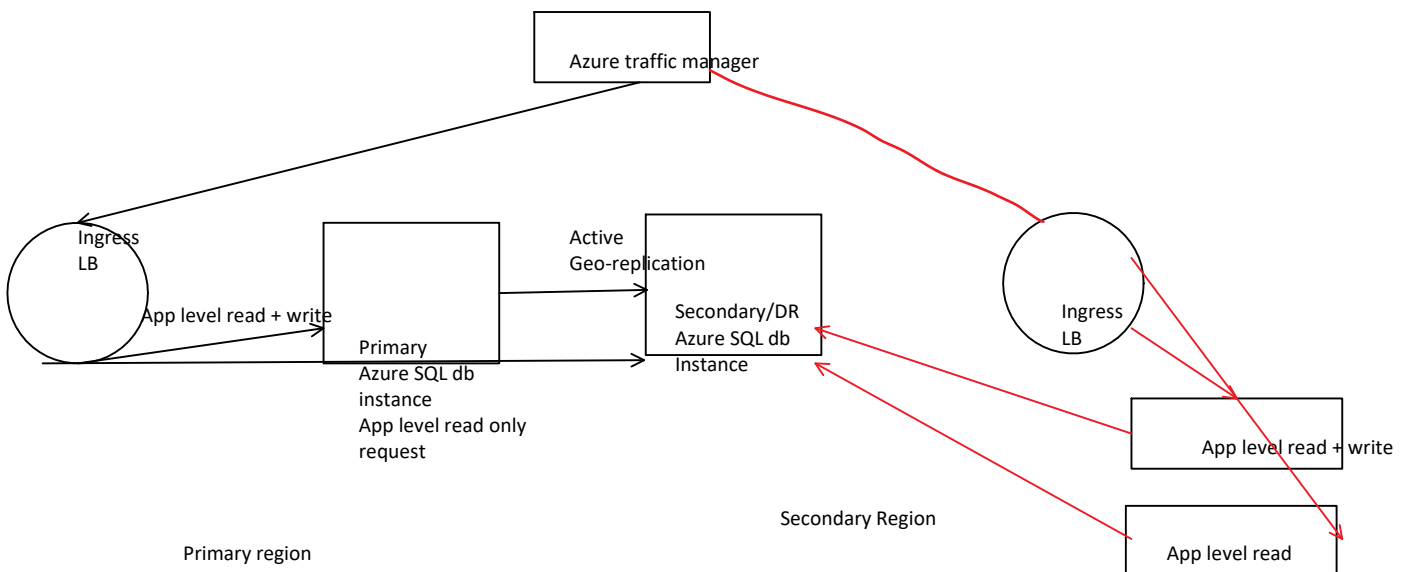 Azure traffic manager
Ingress
LB
App level read + write
Primary
Azure SQL db
instance
App level read only
request
Active
Geo-replication
Secondary/DR
Azure SQL db
Instance
Ingress
LB
App level read + write
App level read
Secondary Region
Primary region